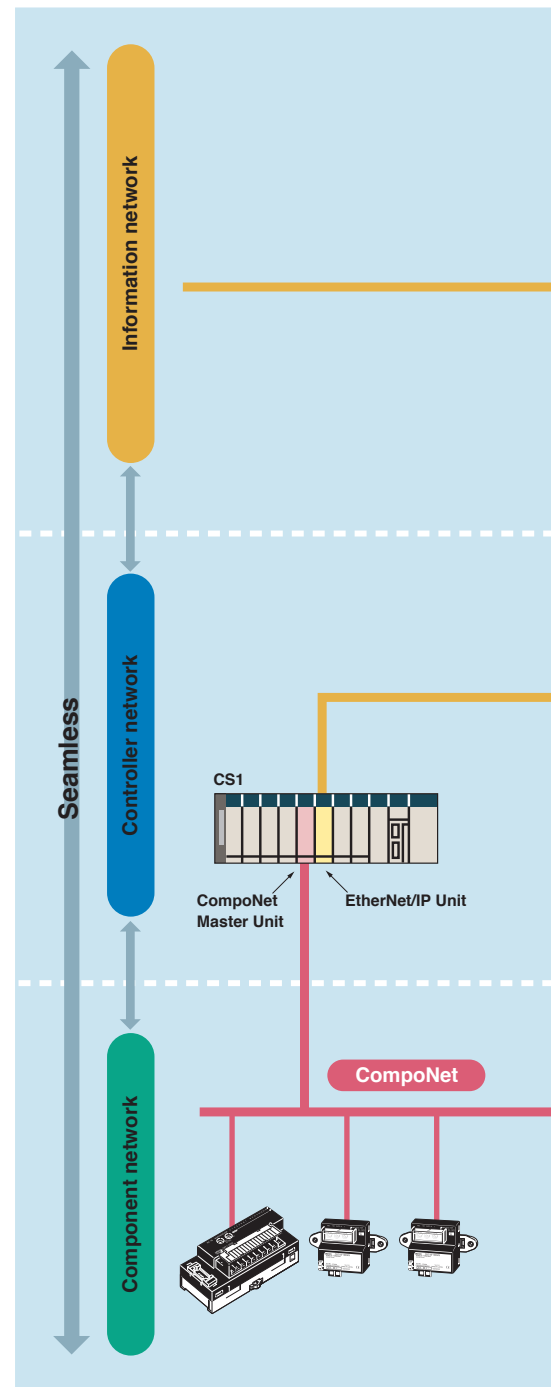 Seamless
Information network
Controller network
CS1
CompoNet
Master Unit
EtherNet/IP Unit
Component network
CompoNet